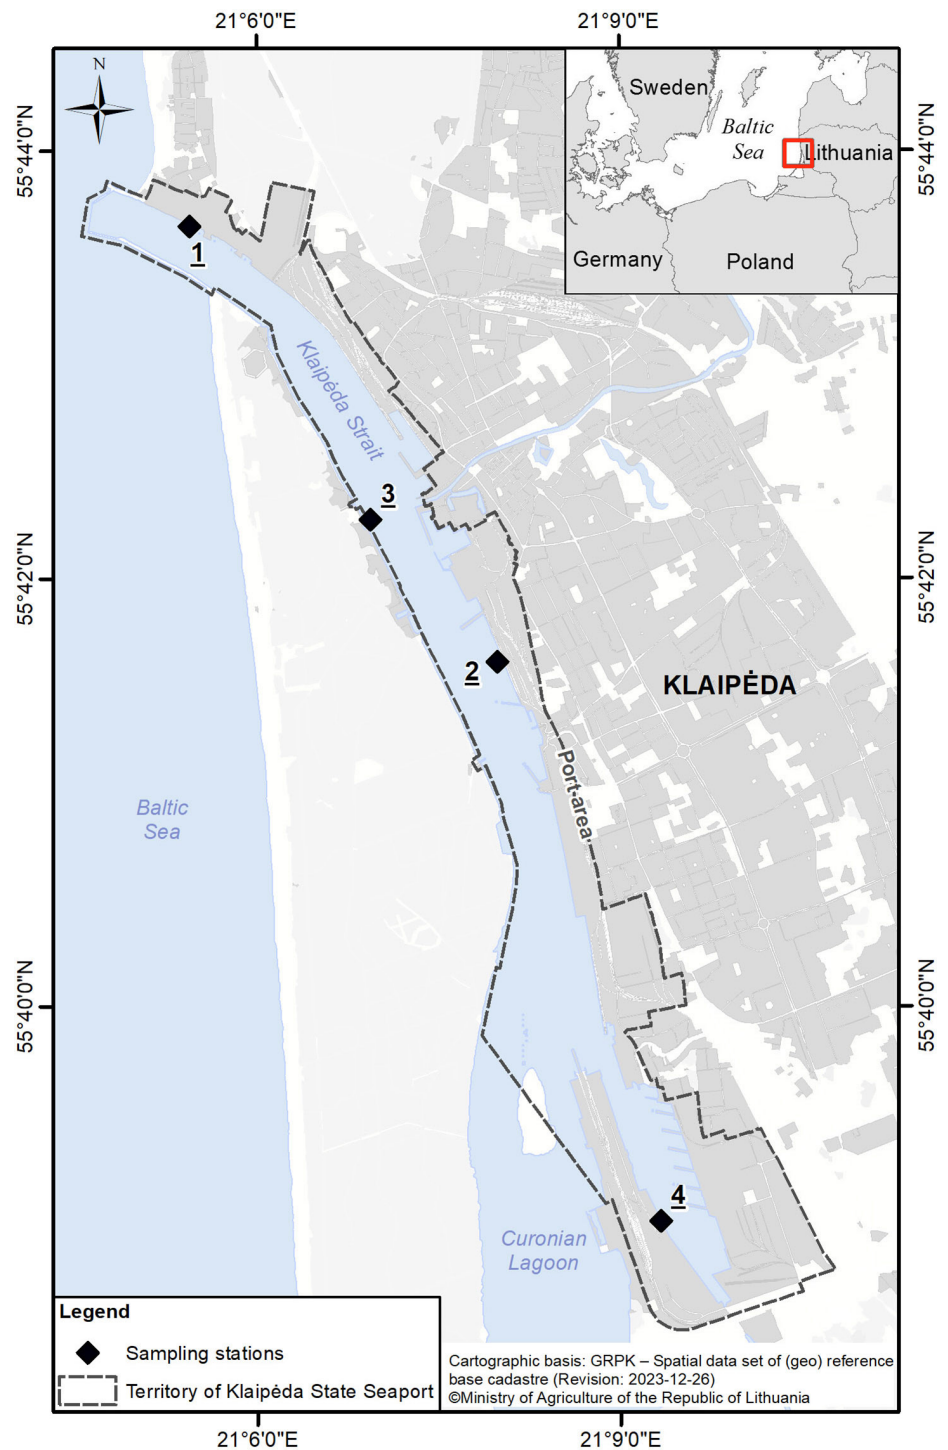 21°6'0"E
21°9'0"E
N
Sweden
Baltic
Sea
Lithuania
Germany
Poland
55°44'0"N
55°44'0"N
1
Klaipėda Strait
3
55°42'0"N
55°42'0"N
2
KLAIPĖDA
Port-area
Baltic
Sea
55°40'0"N
55°40'0"N
4
Curonian
Lagoon
Legend
Sampling stations
Territory of Klaipėda State Seaport
Cartographic basis: GRPK – Spatial data set of (geo) reference
base cadastre (Revision: 2023-12-26)
©Ministry of Agriculture of the Republic of Lithuania
21°6'0"E
21°9'0"E